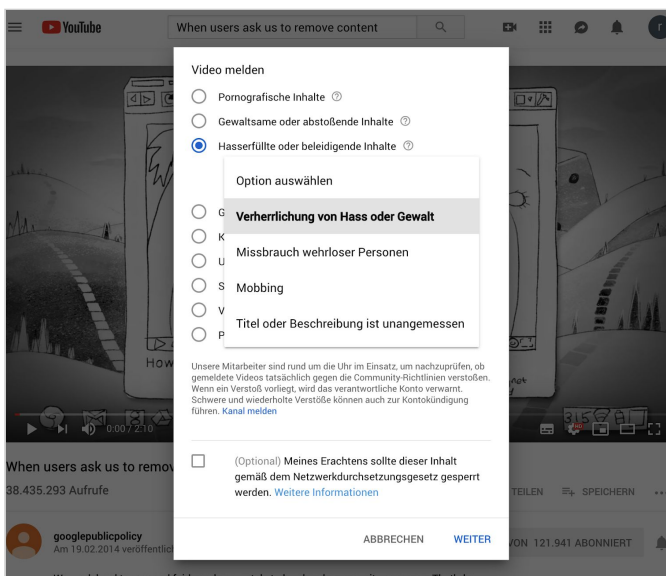 YouTube
When users ask us to remove content
r
Video melden
Pornografische Inhalte
Gewaltsame oder abstoßende Inhalte
Hasserfüllte oder beleidigende Inhalte
Option auswählen
G
Verherrlichung von Hass oder Gewalt
K
Missbrauch wehrloser Personen
U
S
Mobbing
V
Titel oder Beschreibung ist unangemessen
P
How
Unsere Mitarbeiter sind rund um die Uhr im Einsatz, um nachzuprüfen, ob
gemeldete Videos tatsächlich gegen die Community-Richtlinien verstoßen.
Wenn ein Verstoß vorliegt, wird das verantwortliche Konto verwarnt.
Schwere und wiederholte Verstöße können auch zur Kontokündigung
führen. Kanal melden
0:00 / 2:10
HD
When users ask us to remov
38.435.293 Aufrufe
(Optional) Meines Erachtens sollte dieser Inhalt
gemäß dem Netzwerkdurchsetzungsgesetz gesperrt
werden. Weitere Informationen
TEILEN
SPEICHERN
ABBRECHEN
WEITER
googlepublicpolicy
Am 19.02.2014 veröffentlic
VON 121.941 ABONNIERT